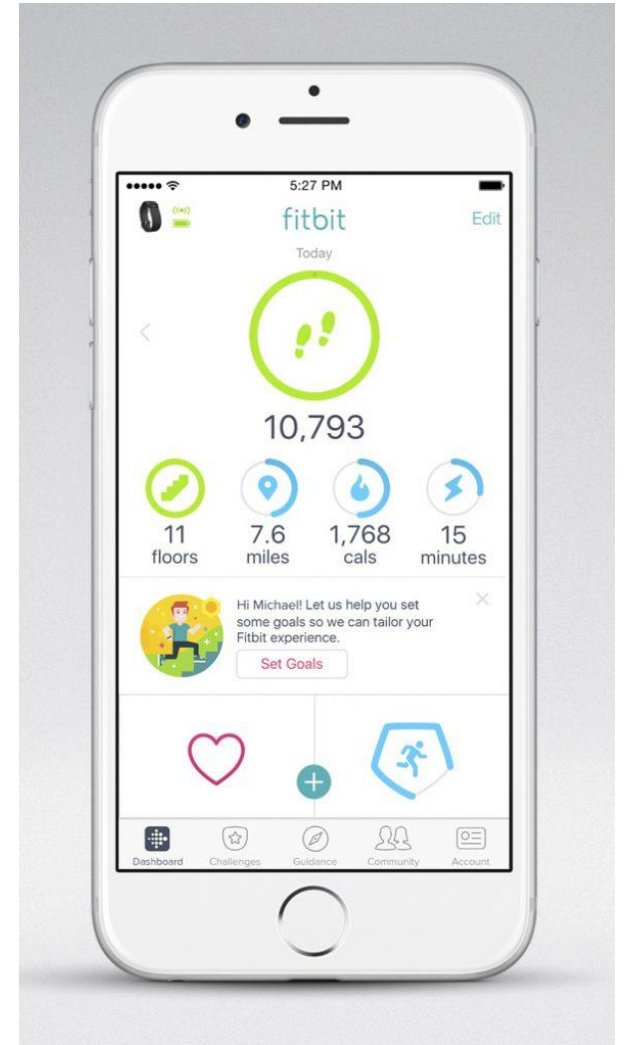 5:27 PM
fitbit
Edit
Today
10,793
11
floors
7.6
miles
1,768
cals
15
minutes
Hi Michael! Let us help you set
some goals so we can tailor your
Fitbit experience.
Set Goals
Dashboard
Challenges
Guidance
Community
Account